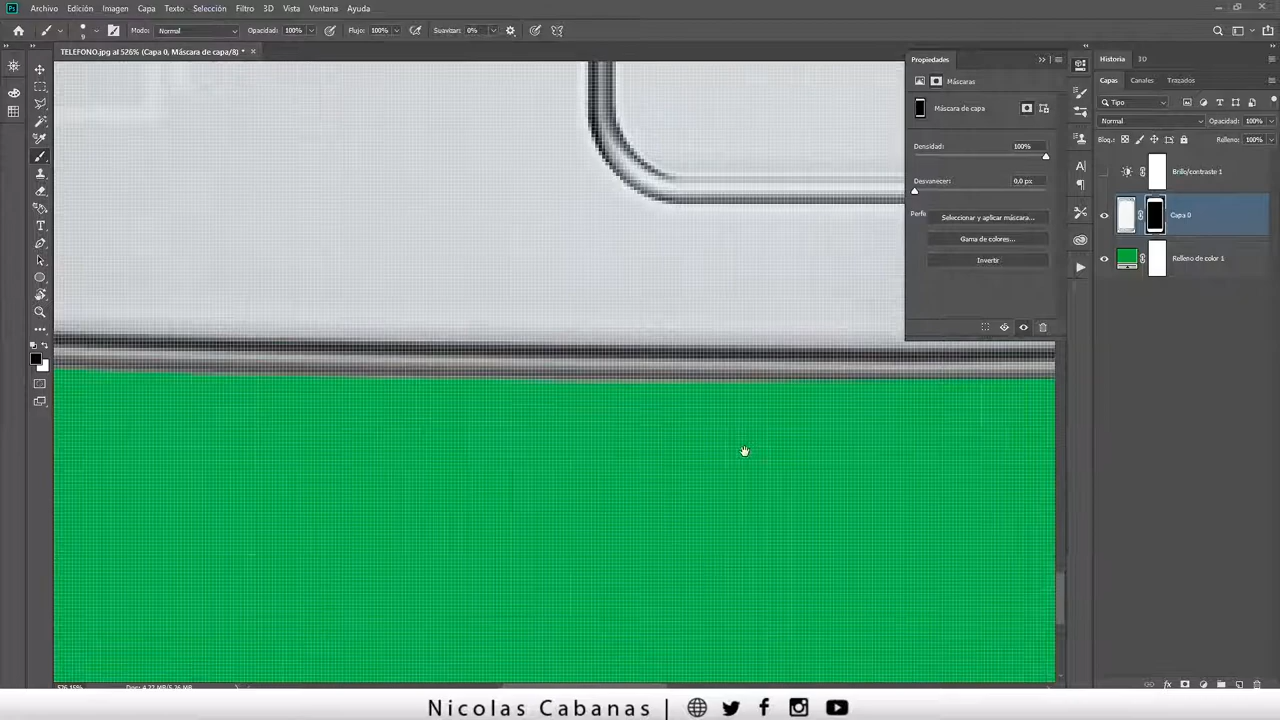 Archivo Edición Imagen Capa Texto Selección Filtro 3D Vista Ventana Ayuda
Modo: Normal Opacidad: 100% Flujo: 100% Suavizar: 0%
TELEFONO.jpg al 526% (Capa 0, Máscara de capa/8) *
Propiedades
Máscaras
Máscara de capa
Densidad: 100%
Desvanecer: 0,0 px
Perfe
Seleccionar y aplicar máscara...
Gama de colores...
Invertir
Historia 3D
Capas Canales Trazados
Tipo
Normal Opacidad: 100%
Bloq.: Relleno: 100%
Brillo/contraste 1
Capa 0
Relleno de color 1
Nicolas Cabanas |